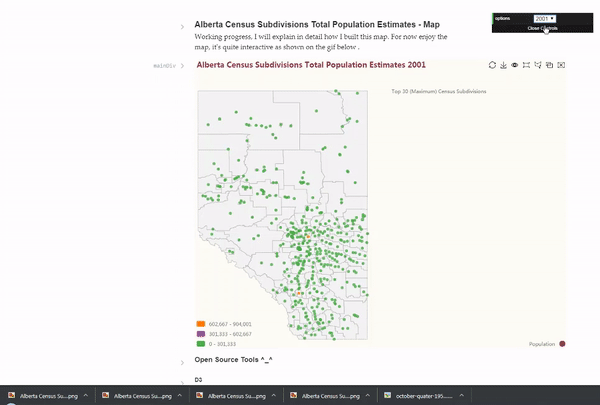 Alberta Census Subdivisions Total Population Estimates - Map
Working progress, I will explain in detail how I built this map. For now enjoy the
map, it's quite interactive as shown on the gif below .
options
2001
Close Controls
mainDiv
Alberta Census Subdivisions Total Population Estimates 2001
Top 20 (Maximum) Census Subdivisions
602,667 - 904,001
301,333 - 602,667
0 - 301,333
Population
Open Source Tools ^_^
D3
Alberta Census Su....png
Alberta Census Su....png
Alberta Census Su....png
Alberta Census Su....png
october-quater-195....